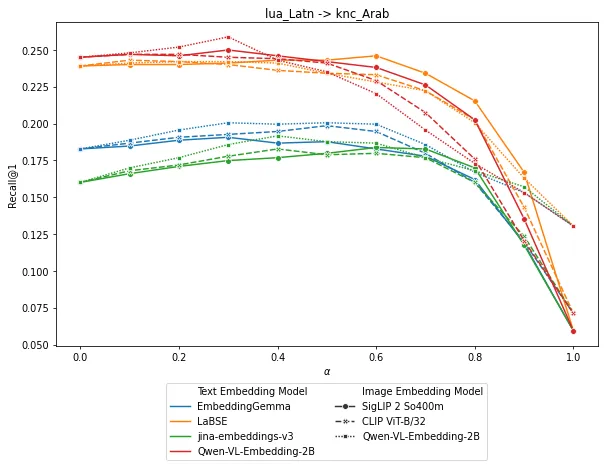 lua_Latn -> knc_Arab
Recall@1
0.250
0.225
0.200
0.175
0.150
0.125
0.100
0.075
0.050
0.0 0.2 0.4 0.6 0.8 1.0
α
Text Embedding Model
EmbeddingGemma
LaBSE
jina-embeddings-v3
Qwen-VL-Embedding-2B
Image Embedding Model
SigLIP 2 So400m
CLIP ViT-B/32
Qwen-VL-Embedding-2B